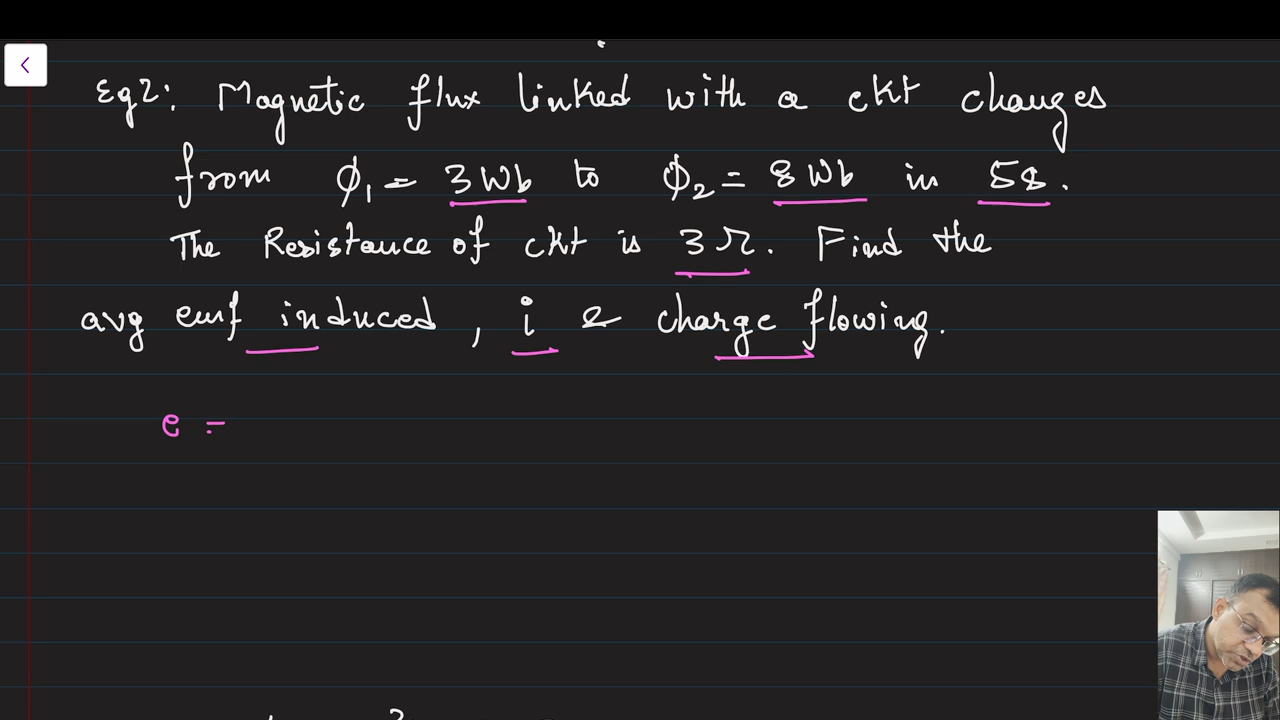 Eg2: Magnetic flux linked with a ckt changes
from ϕ₁ = 3Wb to ϕ₂ = 8Wb in 5s.
The Resistance of ckt is 3Ω. Find the
avg emf induced, i & charge flowing.
e =